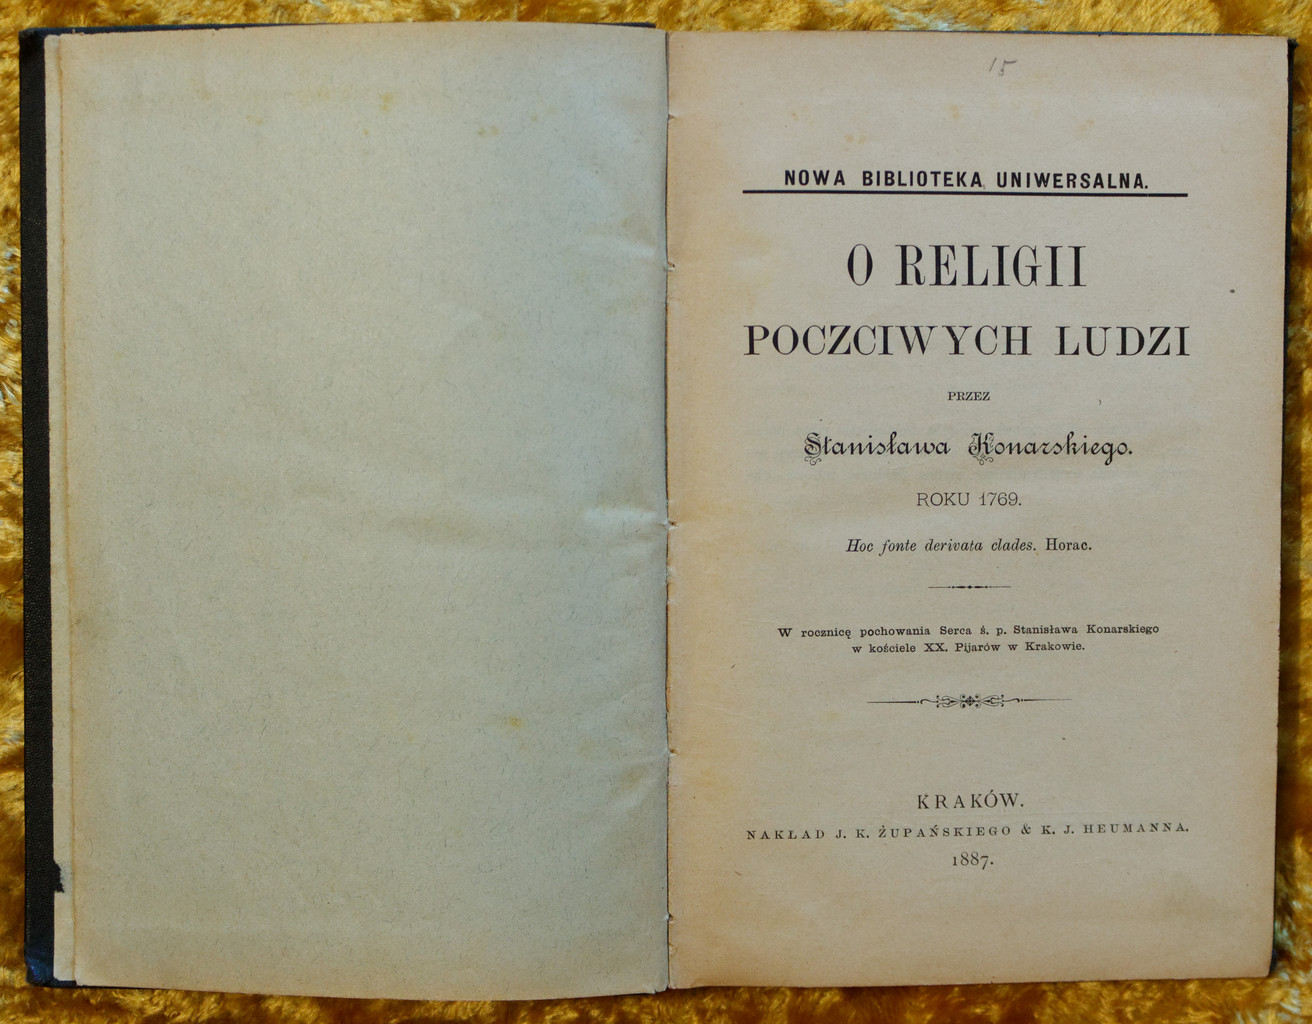 15
NOWA BIBLIOTEKA UNIWERSALNA.
O RELIGII
POCZCIWYCH LUDZI
PRZEZ
Stanisława Konarskiego.
ROKU 1769.
Hoc fonte derivata clades. Horac.
W rocznicę pochowania Serca ś. p. Stanisława Konarskiego
w kościele XX. Pijarów w Krakowie.
KRAKÓW.
NAKŁAD J. K. ŻUPAŃSKIEGO & K. J. HEUMANNA.
1887.